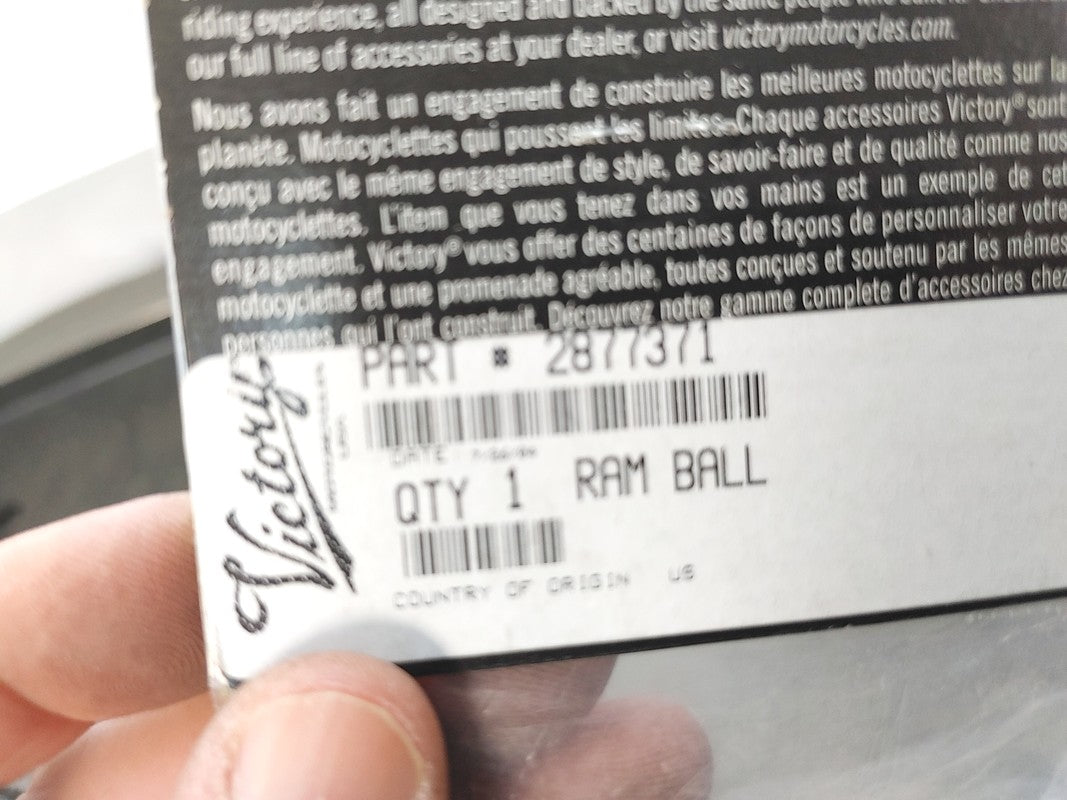 riding experience, all designed and backed by the same people who
our full line of accessories at your dealer, or visit victorymotorcycles.com.
Nous avons fait un engagement de construire les meilleures motocyclettes sur la
planète. Motocyclettes qui poussent les limites. Chaque accessoires Victory® sont
conçu avec le même engagement de style, de savoir-faire et de qualité comme nos
motocyclettes. L'item que vous tenez dans vos mains est un exemple de cet
engagement. Victory® vous offer des centaines de façons de personnaliser votre
motocyclette et une promenade agréable, toutes conçues et soutenu par les mêmes
personnes qui l'ont construit. Découvrez notre gamme complete d'accessoires chez
Victory
PART # 2877371
DATE:
QTY 1 RAM BALL
COUNTRY OF ORIGIN US